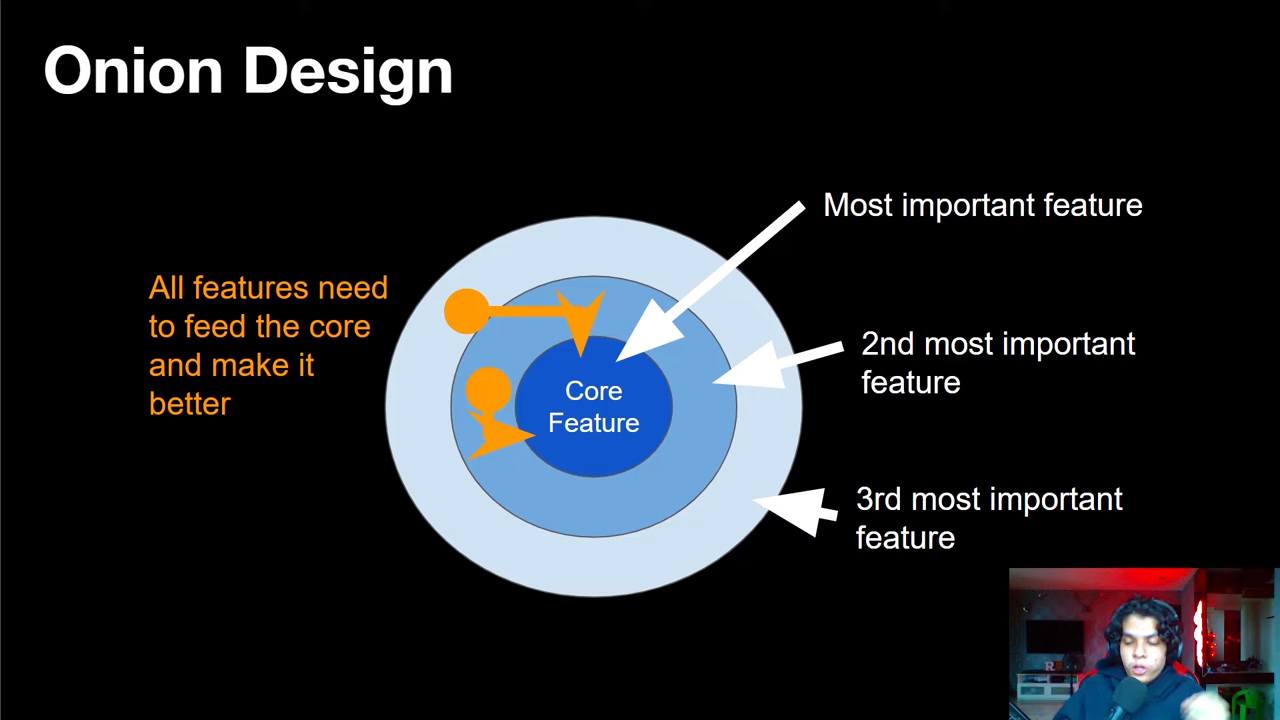 Onion Design
Most important feature
All features need
to feed the core
and make it
better
2nd most important
feature
Core
Feature
3rd most important
feature
R